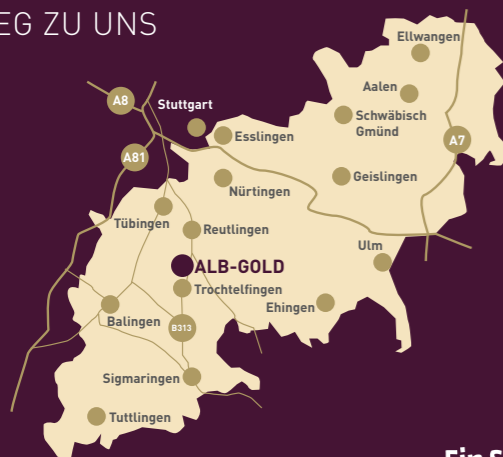 EG ZU UNS
Ellwangen
A8
Aalen
Stuttgart
Schwäbisch
Gmünd
Esslingen
A7
A81
Geislingen
Nürtingen
Tübingen
Reutlingen
Ulm
ALB-GOLD
Trochtelfingen
Ehingen
Balingen
B313
Sigmaringen
Tuttlingen